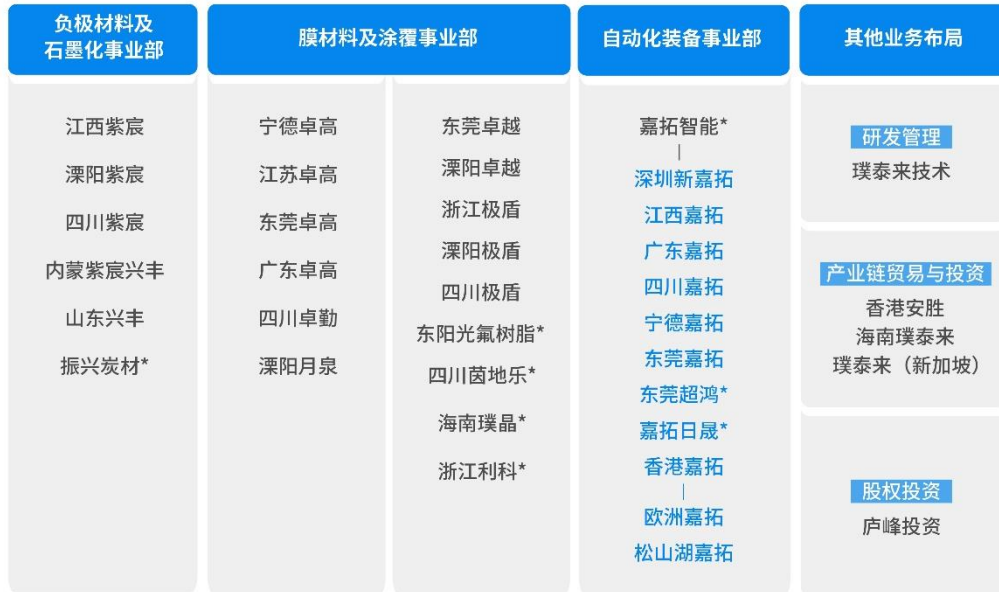 负极材料及
石墨化事业部
江西紫宸
溧阳紫宸
四川紫宸
内蒙紫宸兴丰
山东兴丰
振兴炭材*
膜材料及涂覆事业部
宁德卓高
江苏卓高
东莞卓高
广东卓高
四川卓勤
溧阳月泉
东莞卓越
溧阳卓越
浙江极盾
溧阳极盾
四川极盾
东阳光氟树脂*
四川茵地乐*
海南璞晶*
浙江利科*
自动化装备事业部
嘉拓智能*
深圳新嘉拓
江西嘉拓
广东嘉拓
四川嘉拓
宁德嘉拓
东莞嘉拓
东莞超鸿*
嘉拓日晟*
香港嘉拓
欧洲嘉拓
松山湖嘉拓
其他业务布局
研发管理
璞泰来技术
产业链贸易与投资
香港安胜
海南璞泰来
璞泰来（新加坡）
股权投资
庐峰投资